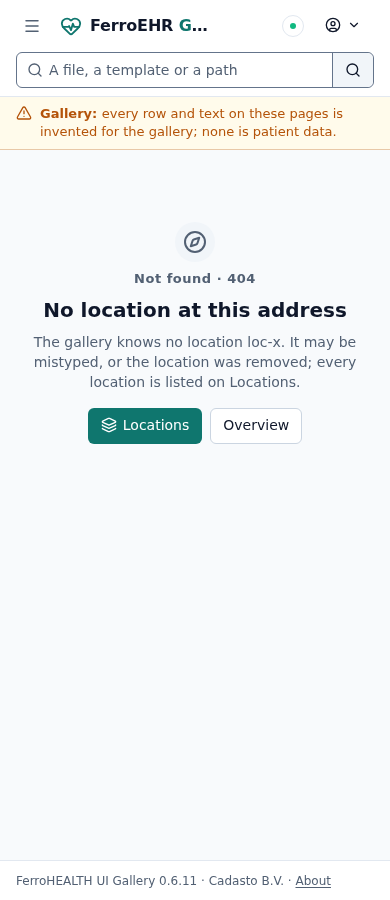 FerroEHR G...
A file, a template or a path
Gallery: every row and text on these pages is
invented for the gallery; none is patient data.
Not found · 404
No location at this address
The gallery knows no location loc-x. It may be
mistyped, or the location was removed; every
location is listed on Locations.
Locations
Overview
FerroHEALTH UI Gallery 0.6.11 · Cadasto B.V. · About